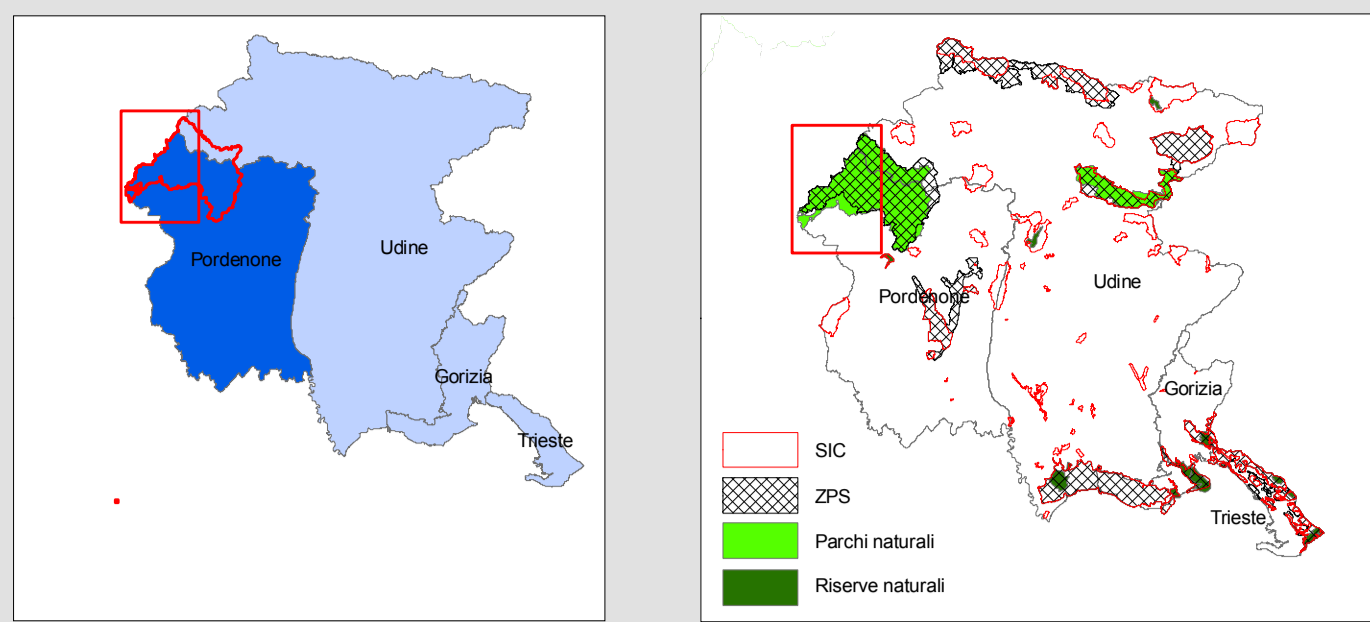 Udine
Pordenone
Gorizia
Trieste
Udine
Pordenone
Gorizia
Trieste
SIC
ZPS
Parchi naturali
Riserve naturali